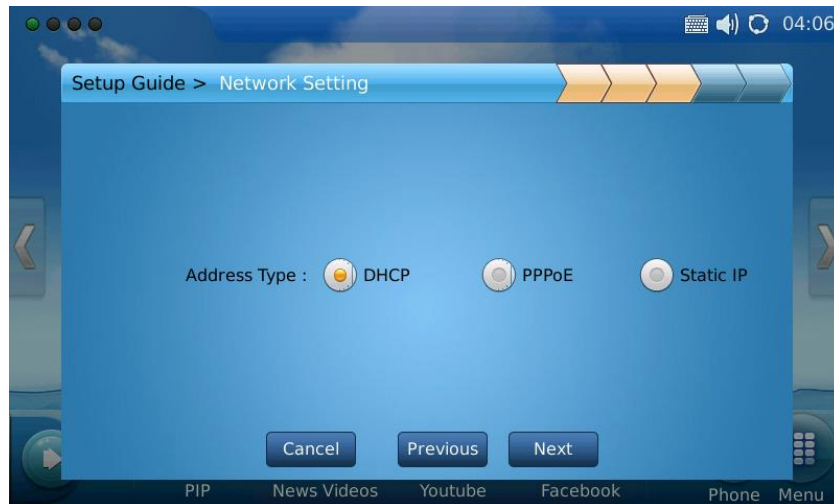 04:06
Setup Guide > Network Setting
Address Type : DHCP PPPoE Static IP
Cancel Previous Next
PIP News Videos Youtube Facebook Phone Menu